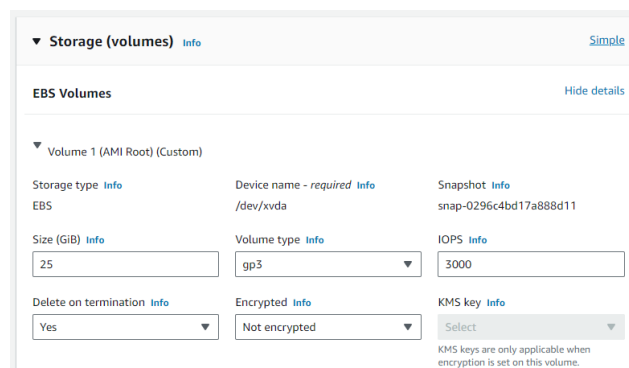 Storage (volumes) Info Simple
EBS Volumes Hide details
Volume 1 (AMI Root) (Custom)
Storage type Info Device name - required Info Snapshot Info
EBS /dev/xvda snap-0296c4bd17a888d11
Size (GiB) Info Volume type Info IOPS Info
25 gp3 3000
Delete on termination Info Encrypted Info KMS key Info
Yes Not encrypted Select
KMS keys are only applicable when
encryption is set on this volume.